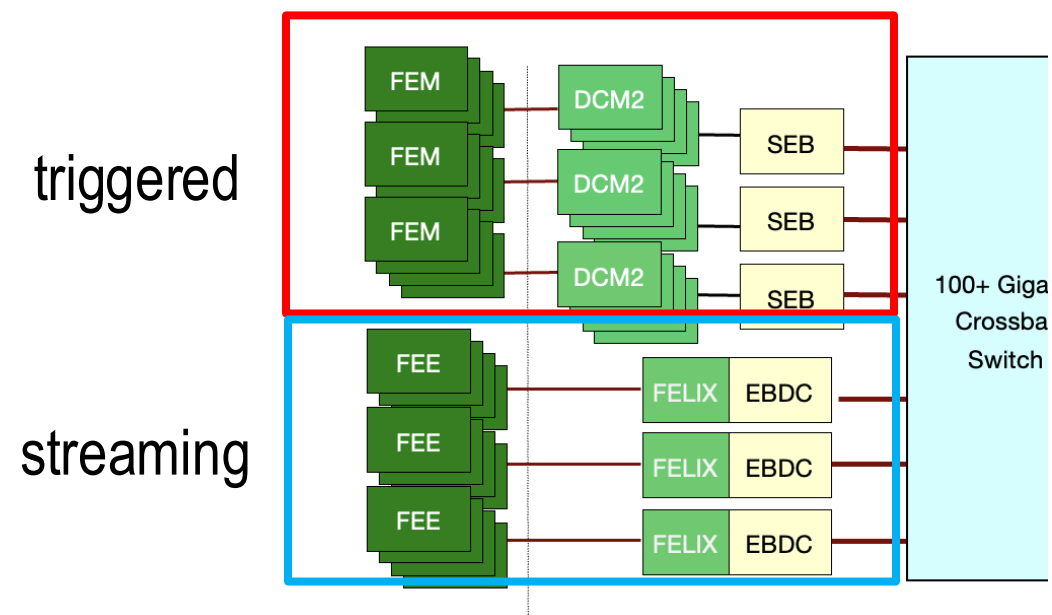 triggered
FEM
FEM
FEM
DCM2
DCM2
DCM2
SEB
SEB
SEB
streaming
FEE
FEE
FEE
FELIX EBDC
FELIX EBDC
FELIX EBDC
100+ Giga
Crossba
Switch